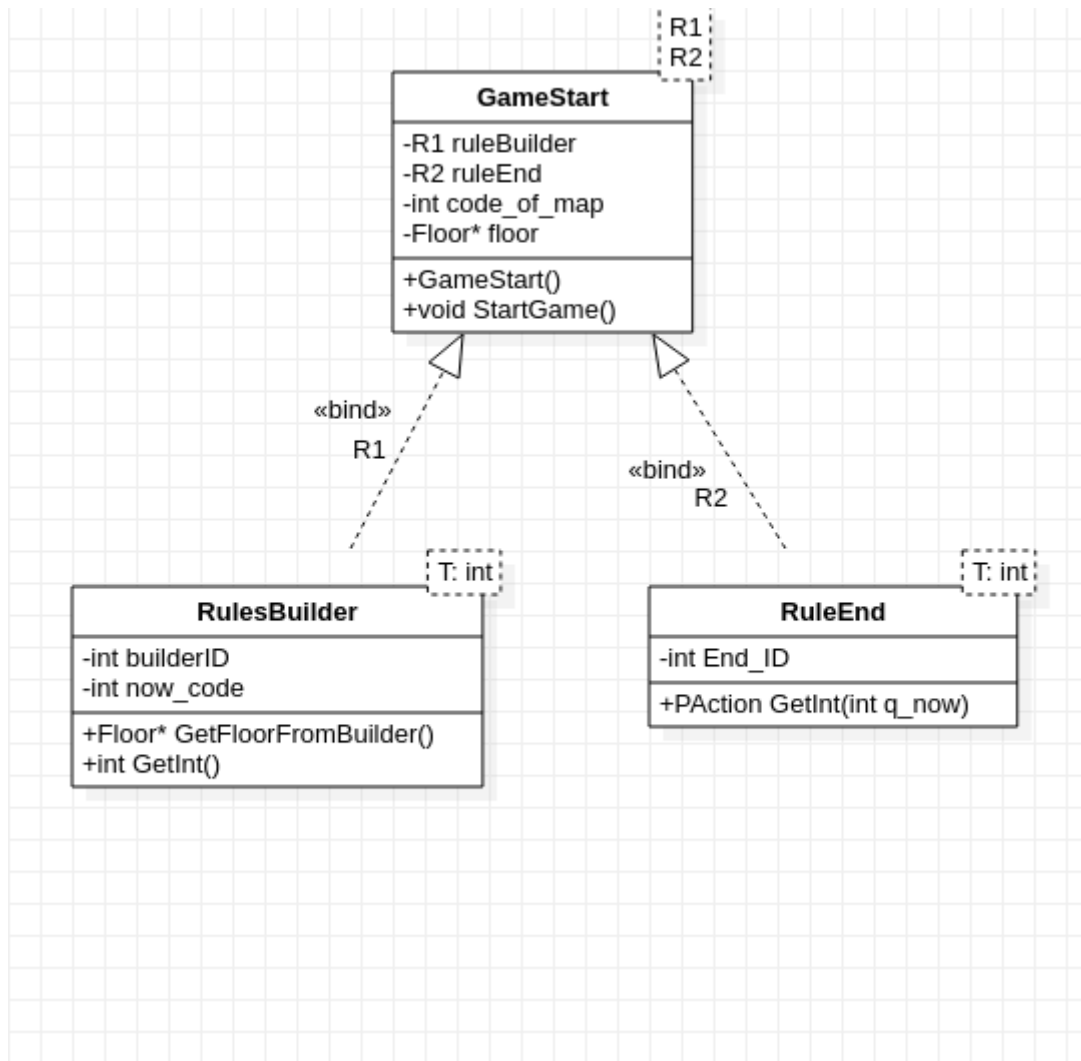 R1
R2
GameStart
-R1 ruleBuilder
-R2 ruleEnd
-int code_of_map
-Floor* floor
+GameStart()
+void StartGame()
«bind»
R1
«bind»
R2
T: int
RulesBuilder
-int builderID
-int now_code
+Floor* GetFloorFromBuilder()
+int GetInt()
T: int
RuleEnd
-int End_ID
+PAction GetInt(int q_now)